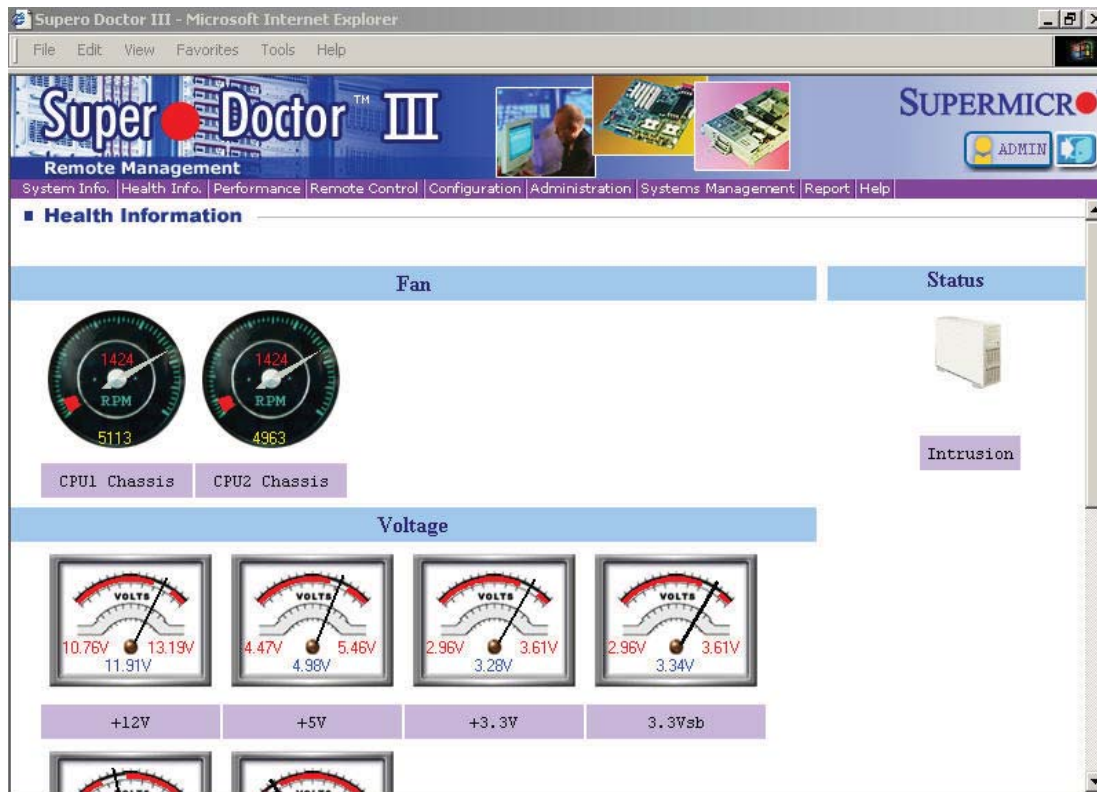 Supero Doctor III - Microsoft Internet Explorer
File Edit View Favorites Tools Help
Super Doctor™ III
Remote Management
SUPERMICR
ADMIN
System Info. Health Info. Performance Remote Control Configuration Administration Systems Management Report Help
Health Information
Fan
Status
1424
RPM
5113
1424
RPM
4963
CPU1 Chassis
CPU2 Chassis
Intrusion
Voltage
VOLTS
10.76V 13.19V
11.91V
VOLTS
4.47V 5.46V
4.98V
VOLTS
2.96V 3.61V
3.28V
VOLTS
2.96V 3.61V
3.34V
+12V
+5V
+3.3V
3.3Vsb